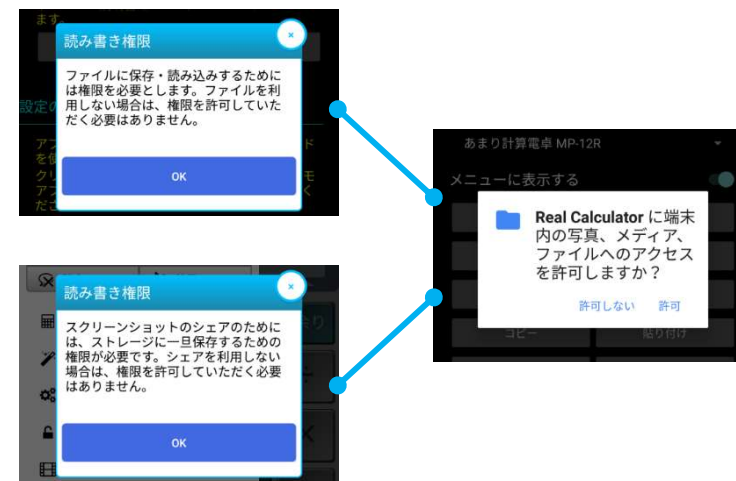 ます。
読み書き権限
ファイルに保存・読み込みするために
は権限を必要とします。ファイルを利
用しない場合は、権限を許可していた
だく必要はありません。
OK
設定の
読み書き権限
スクリーンショットのシェアのために
は、ストレージに一旦保存するための
権限が必要です。シェアを利用しない
場合は、権限を許可していただく必要
はありません。
OK
あまり計算電卓 MP-12R
メニューに表示する
Real Calculator に端末
内の写真、メディア、
ファイルへのアクセス
を許可しますか？
許可しない 許可
コピー 貼り付け